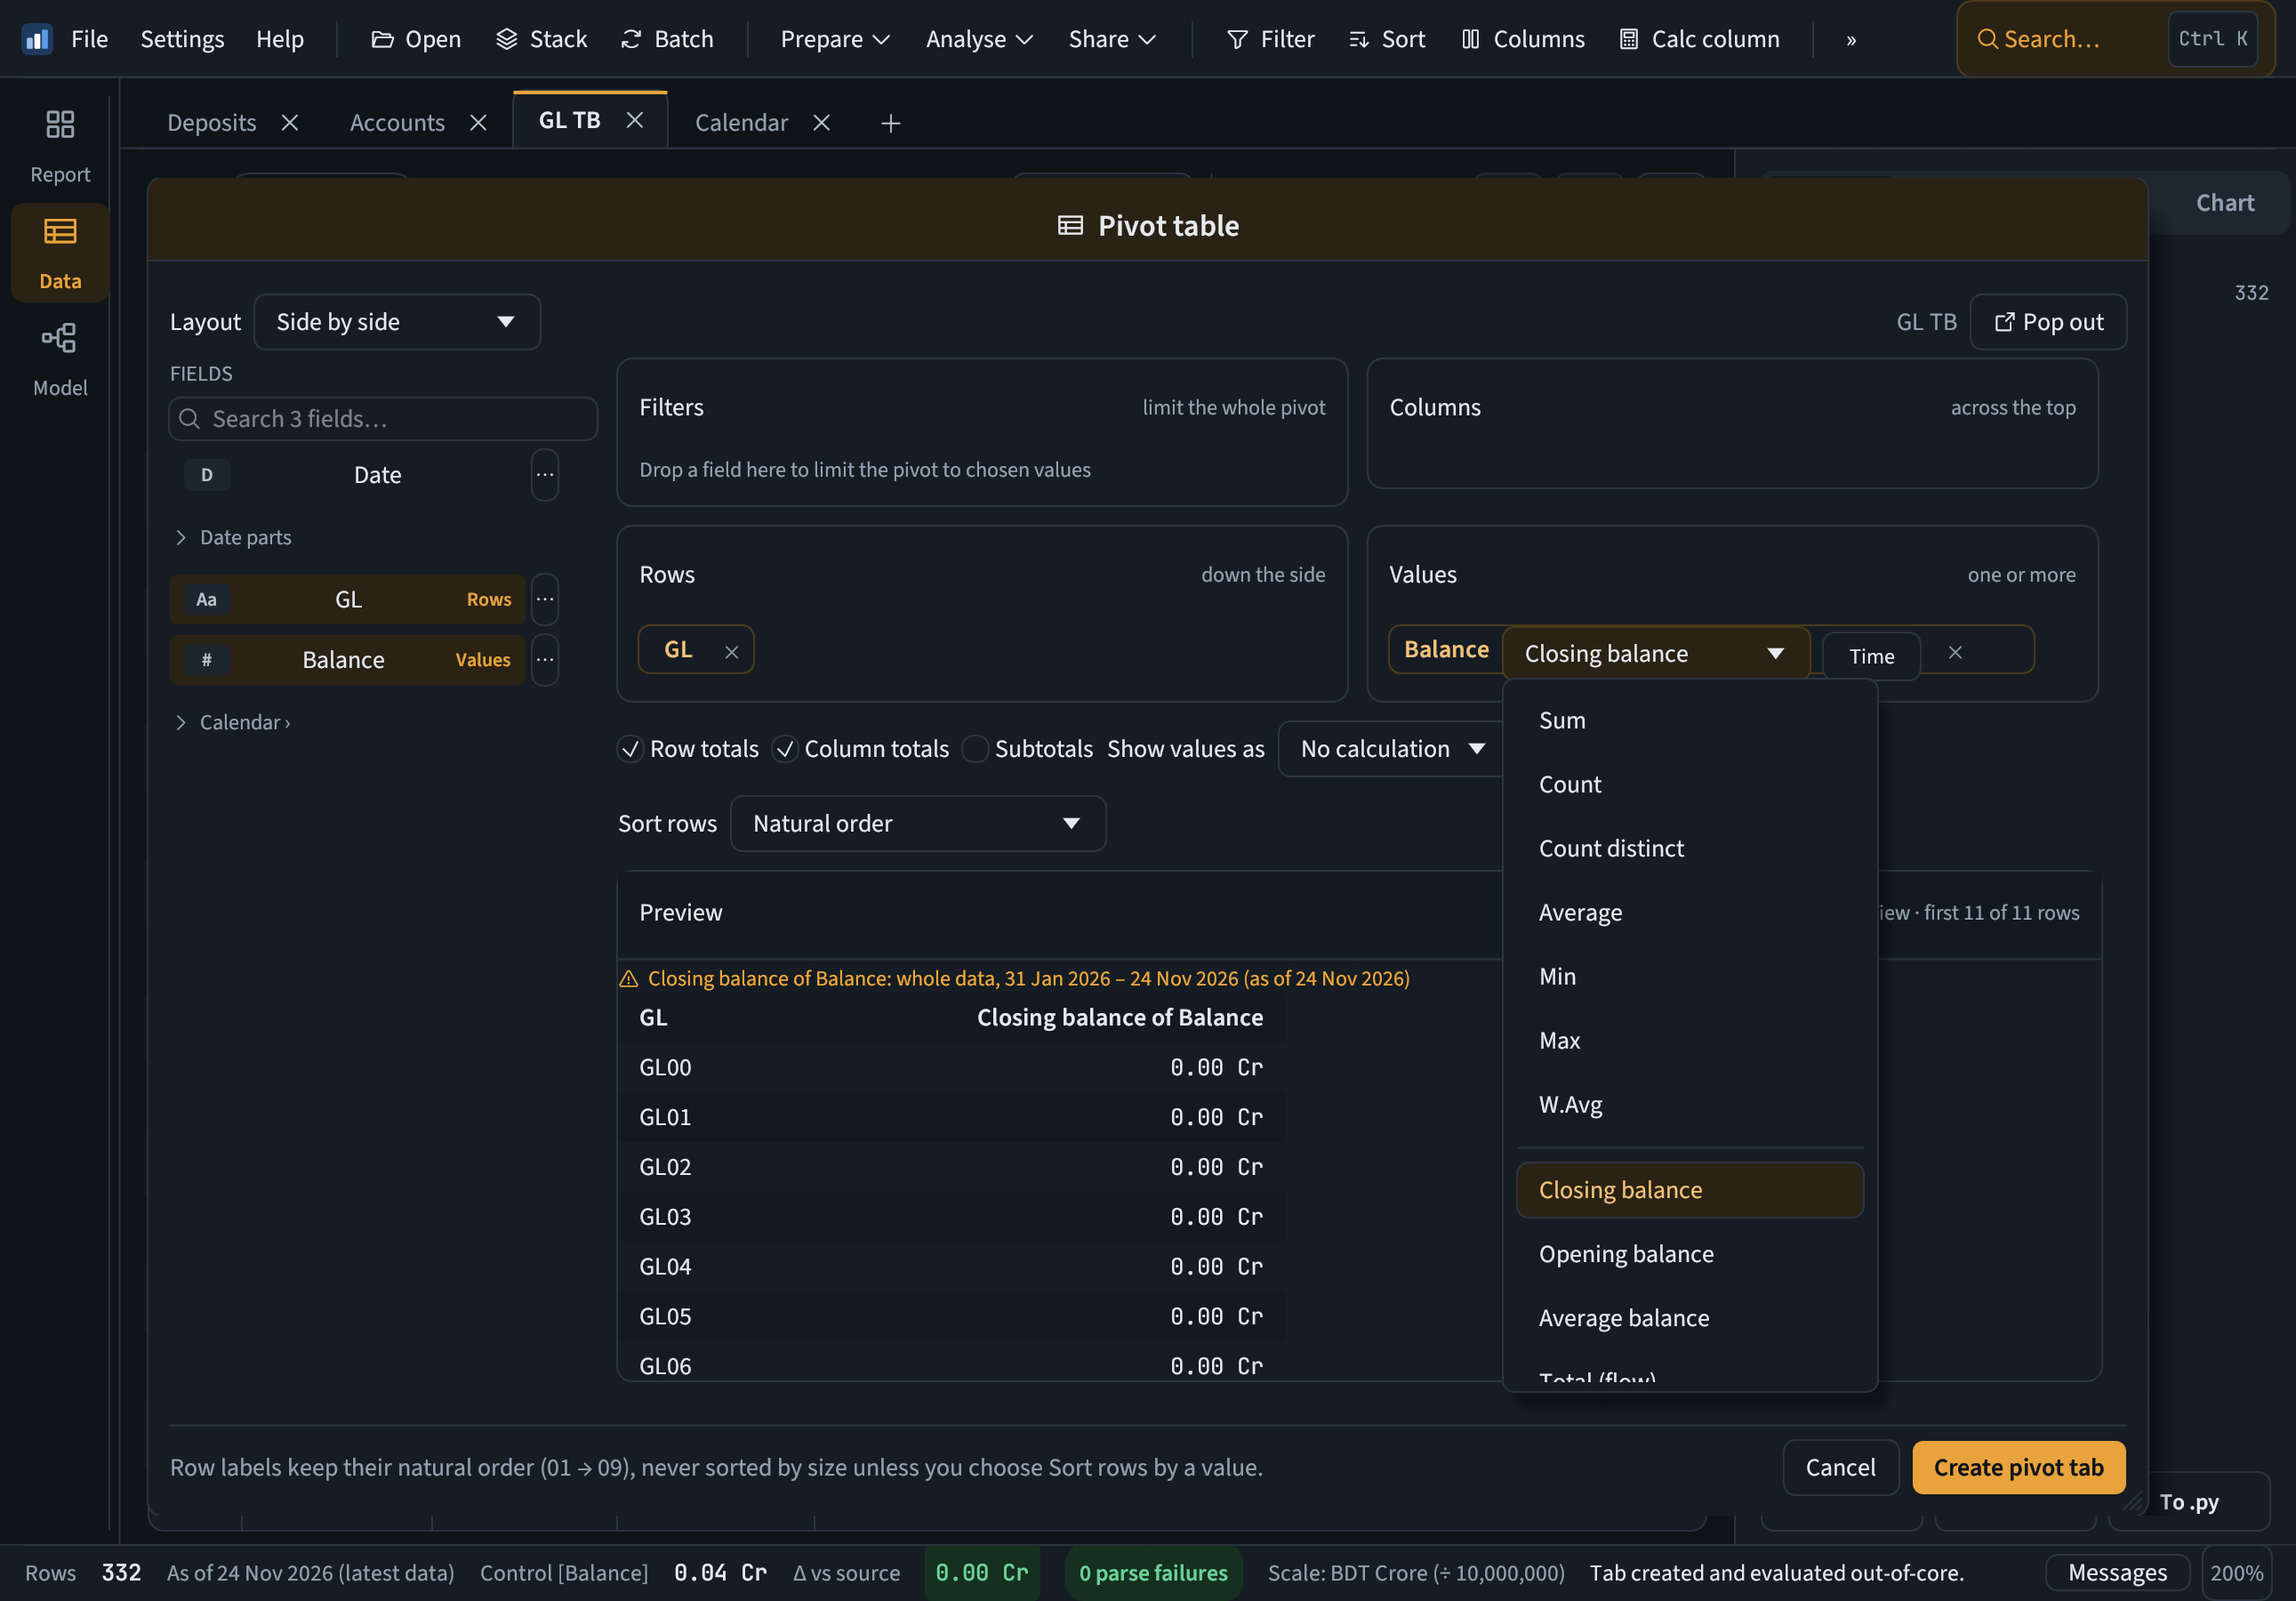 File Settings Help Open Stack Batch Prepare Analyse Share Filter Sort Columns Calc column » Search… Ctrl K
Report
Data
Model
Deposits Accounts GL TB Calendar
Chart
332
Pivot table
Layout Side by side GL TB Pop out
FIELDS
Search 3 fields…
D Date ...
Date parts
Aa GL Rows ...
# Balance Values ...
Calendar ›
Filters limit the whole pivot
Drop a field here to limit the pivot to chosen values
Columns across the top
Rows down the side
GL
Values one or more
Balance Closing balance Time
Row totals Column totals Subtotals Show values as No calculation
Sort rows Natural order
Sum
Count
Count distinct
Average
Min
Max
W.Avg
Closing balance
Opening balance
Average balance
Total (flow)
Preview iew · first 11 of 11 rows
Closing balance of Balance: whole data, 31 Jan 2026 – 24 Nov 2026 (as of 24 Nov 2026)
GL Closing balance of Balance
GL00 0.00 Cr
GL01 0.00 Cr
GL02 0.00 Cr
GL03 0.00 Cr
GL04 0.00 Cr
GL05 0.00 Cr
GL06 0.00 Cr
Row labels keep their natural order (01 → 09), never sorted by size unless you choose Sort rows by a value.
Cancel Create pivot tab
To .py
Rows 332 As of 24 Nov 2026 (latest data) Control [Balance] 0.04 Cr Δ vs source 0.00 Cr 0 parse failures Scale: BDT Crore (÷ 10,000,000) Tab created and evaluated out-of-core. Messages 200%